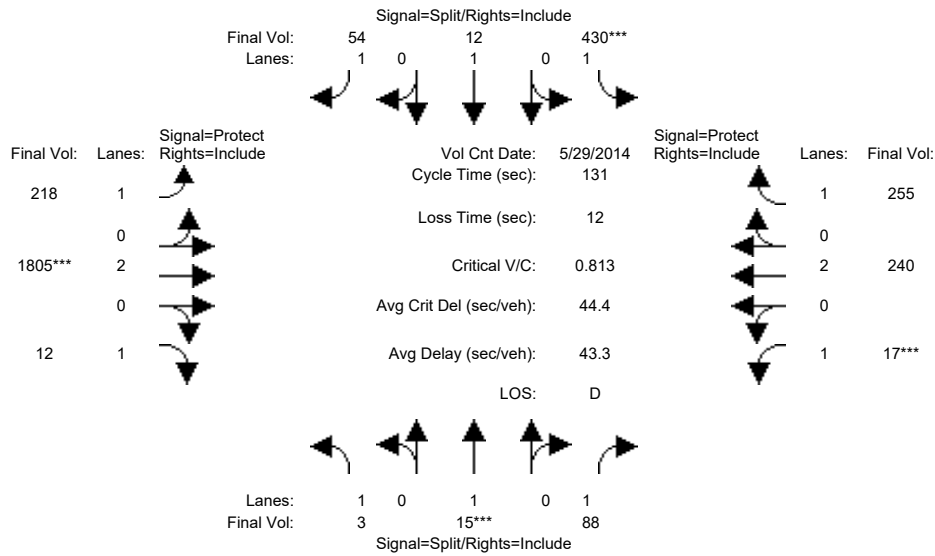 Signal=Split/Rights=Include
Final Vol: 54 12 430***
Lanes: 1 0 1 0 1
Signal=Protect Signal=Protect
Final Vol: Lanes: Rights=Include Vol Cnt Date: 5/29/2014 Rights=Include Lanes: Final Vol:
Cycle Time (sec): 131
218 1 1 255
Loss Time (sec): 12
0 0
1805*** 2 Critical V/C: 0.813 2 240
0 Avg Crit Del (sec/veh): 44.4 0
12 1 Avg Delay (sec/veh): 43.3 1 17***
LOS: D
Lanes: 1 0 1 0 1
Final Vol: 3 15*** 88
Signal=Split/Rights=Include